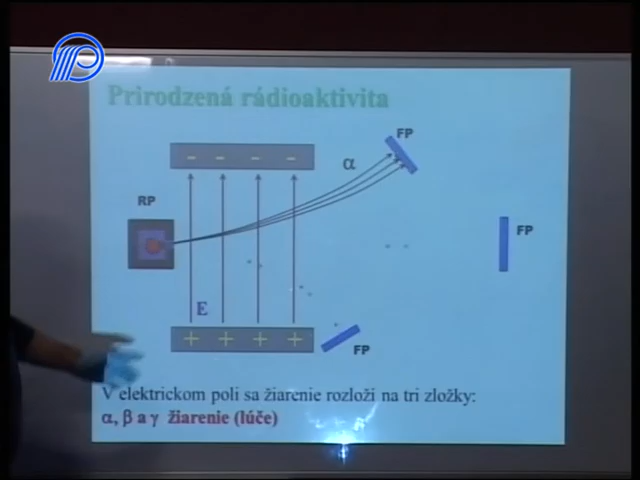 Prirodzená rádioaktivita
FP
- - - -
α
RP
FP
E
+ + + +
FP
V elektrickom poli sa žiarenie rozloží na tri zložky:
α, β a γ žiarenie (lúče)